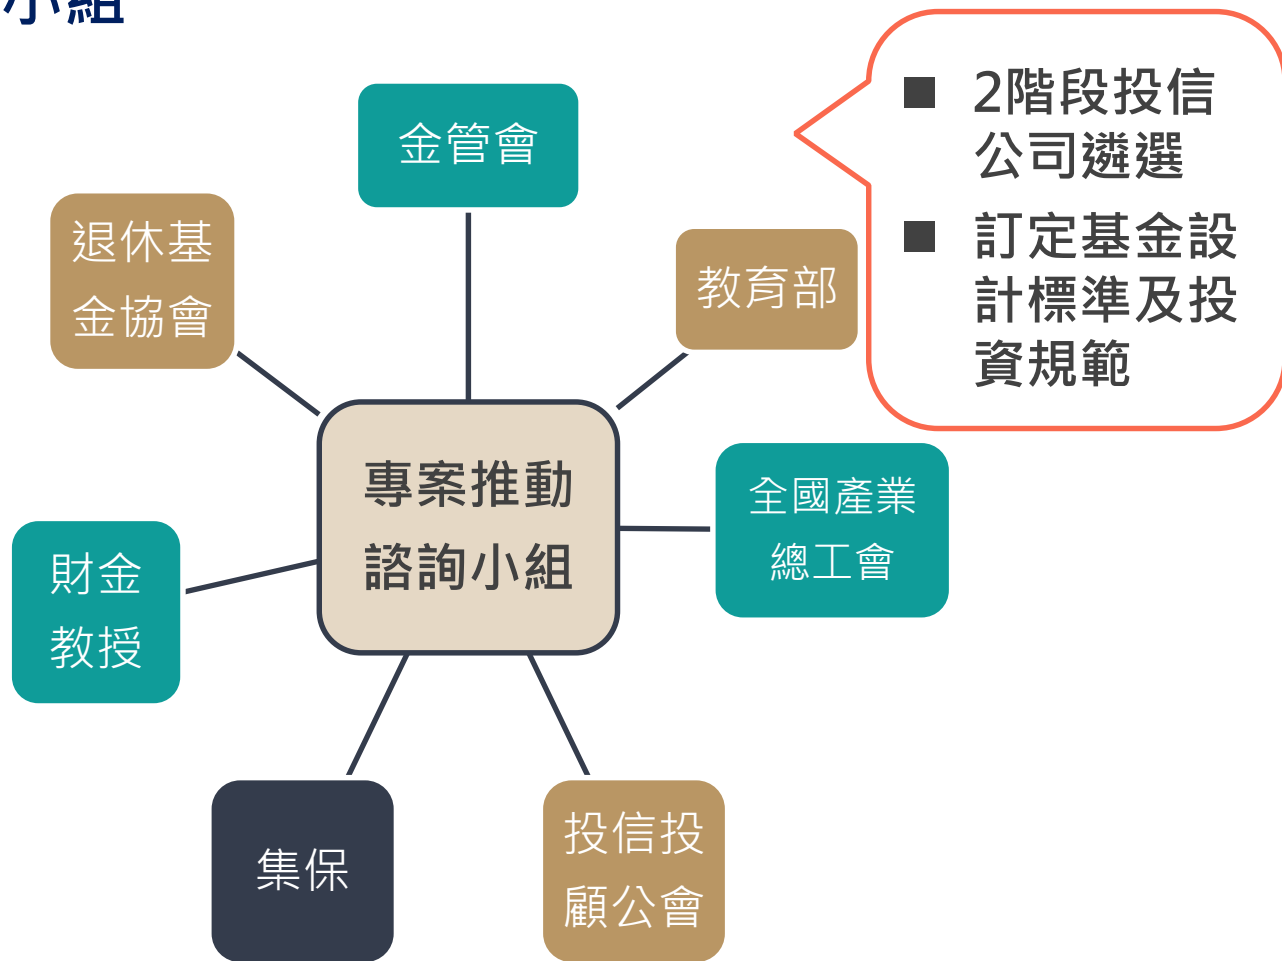 小組
2階段投信
公司遴選
訂定基金設
計標準及投
資規範
金管會
退休基
金協會
教育部
專案推動
諮詢小組
全國產業
總工會
財金
教授
集保
投信投
顧公會